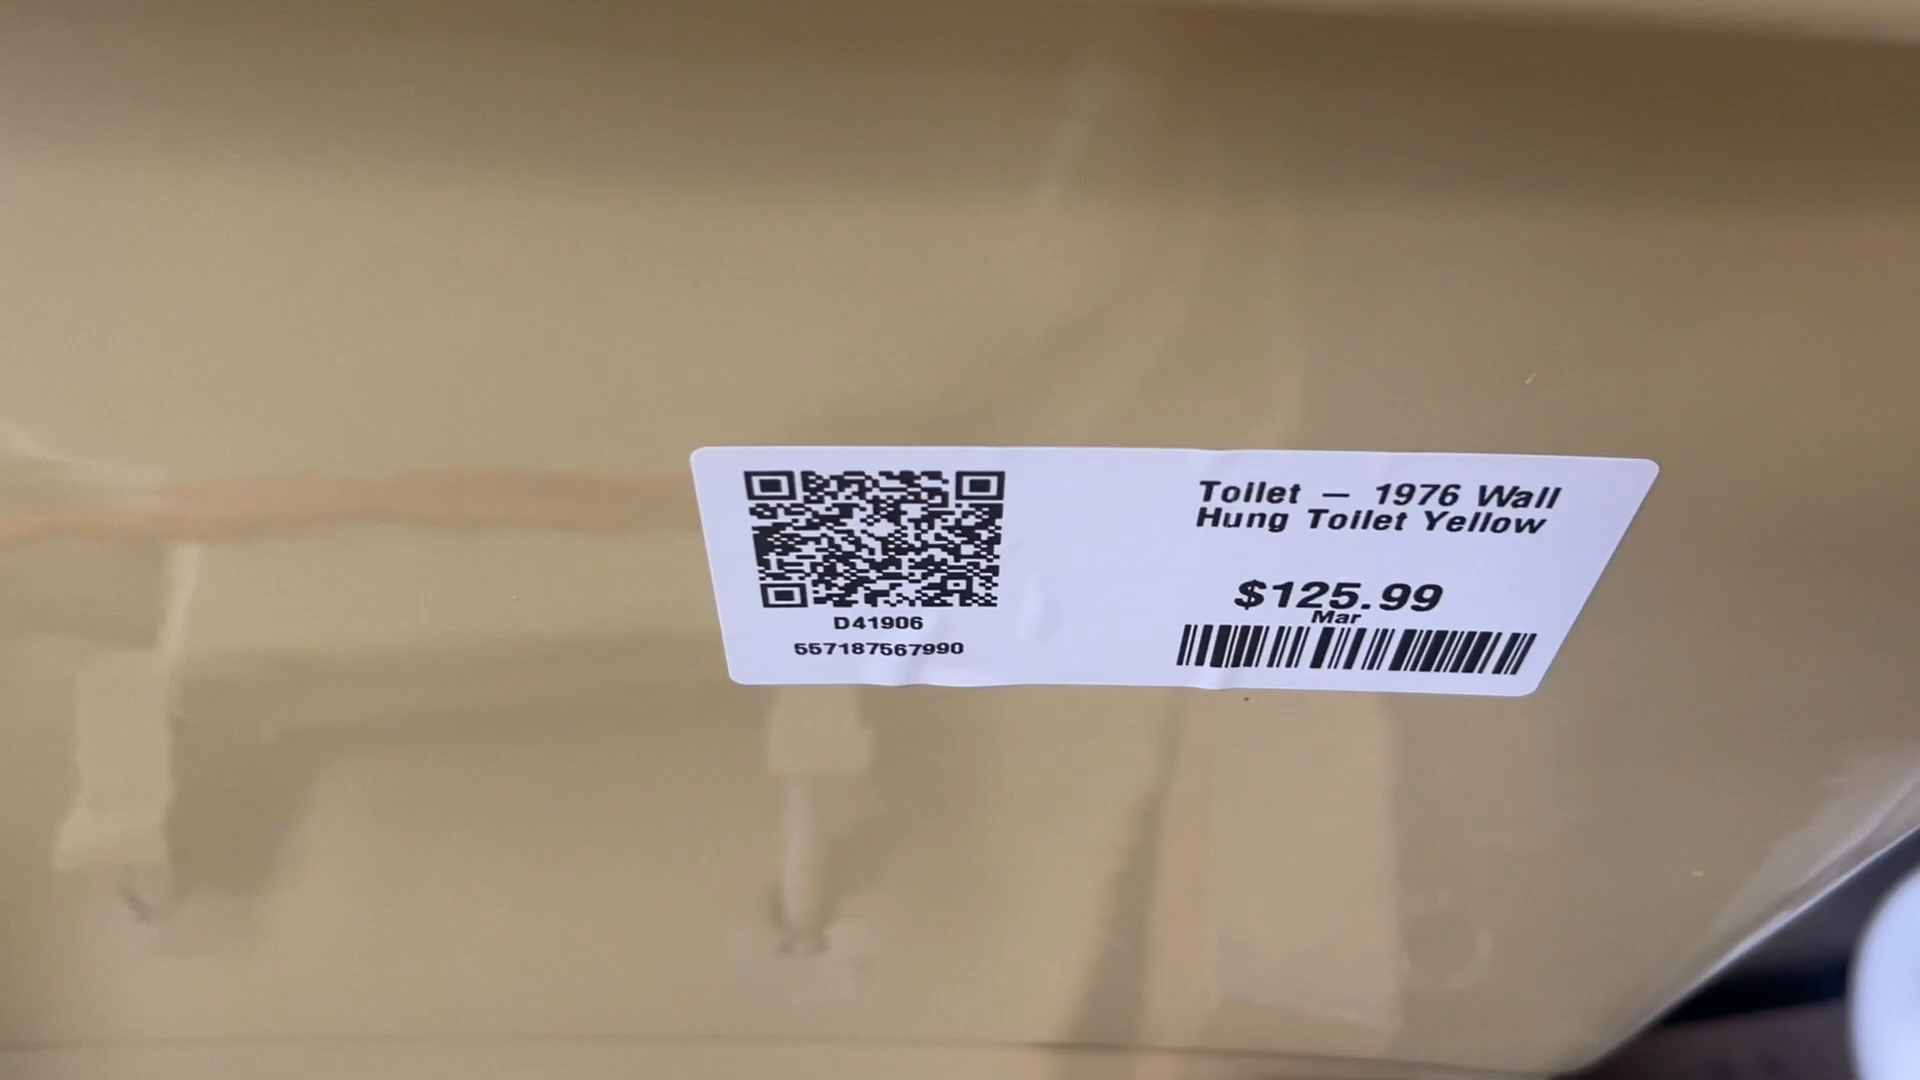 Toilet — 1976 Wall
Hung Toilet Yellow
$125.99
Mar
D41906
557187567990